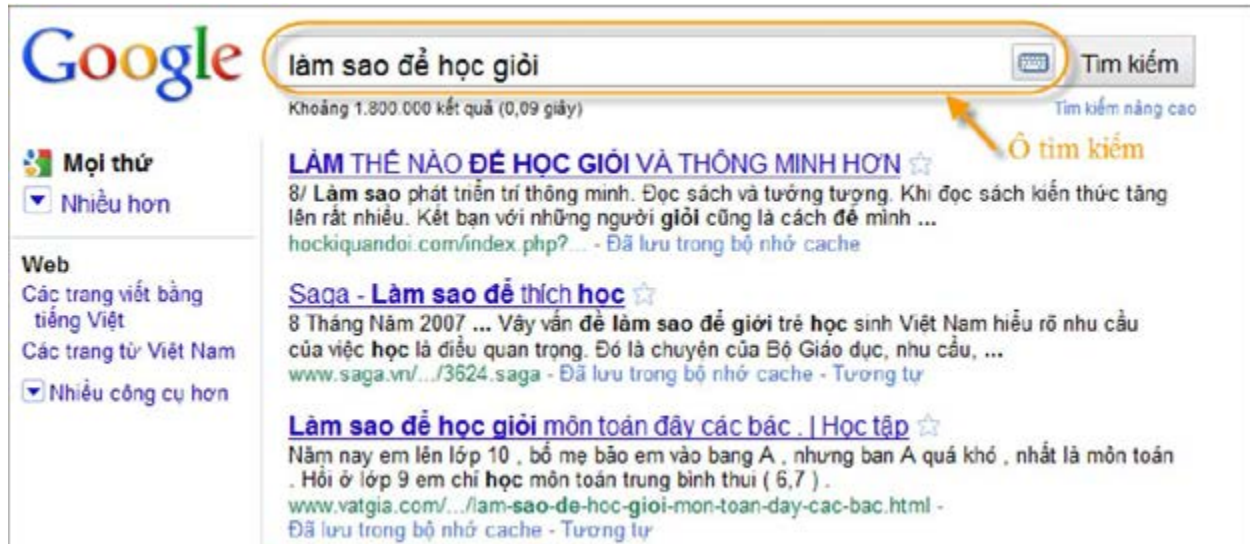 Google
làm sao để học giỏi
Tìm kiếm
Khoảng 1.800.000 kết quả (0,09 giây)
Tìm kiếm nâng cao
Ô tìm kiếm
Mọi thứ
Nhiều hơn
Web
Các trang viết bằng
tiếng Việt
Các trang từ Việt Nam
Nhiều công cụ hơn
LÀM THẾ NÀO ĐỂ HỌC GIỎI VÀ THÔNG MINH HƠN
8/ Làm sao phát triển trí thông minh. Đọc sách và tưởng tượng. Khi đọc sách kiến thức tăng
lên rất nhiều. Kết bạn với những người giỏi cũng là cách để mình ...
hockiquandoi.com/index.php?... - Đã lưu trong bộ nhớ cache
Saga - Làm sao để thích học
8 Tháng Năm 2007 ... Vậy vấn đề làm sao để giới trẻ học sinh Việt Nam hiểu rõ nhu cầu
của việc học là điều quan trọng. Đó là chuyện của Bộ Giáo dục, nhu cầu, ...
www.saga.vn/.../3624.saga - Đã lưu trong bộ nhớ cache - Tương tự
Làm sao để học giỏi môn toán đây các bác . | Học tập
Năm nay em lên lớp 10 , bố mẹ bảo em vào bang A , nhưng ban A quá khó , nhất là môn toán
. Hồi ở lớp 9 em chỉ học môn toán trung bình thui ( 6,7 ) .
www.vatgia.com/.../lam-sao-de-hoc-gioi-mon-toan-day-cac-bac.html -
Đã lưu trong bộ nhớ cache - Tương tự